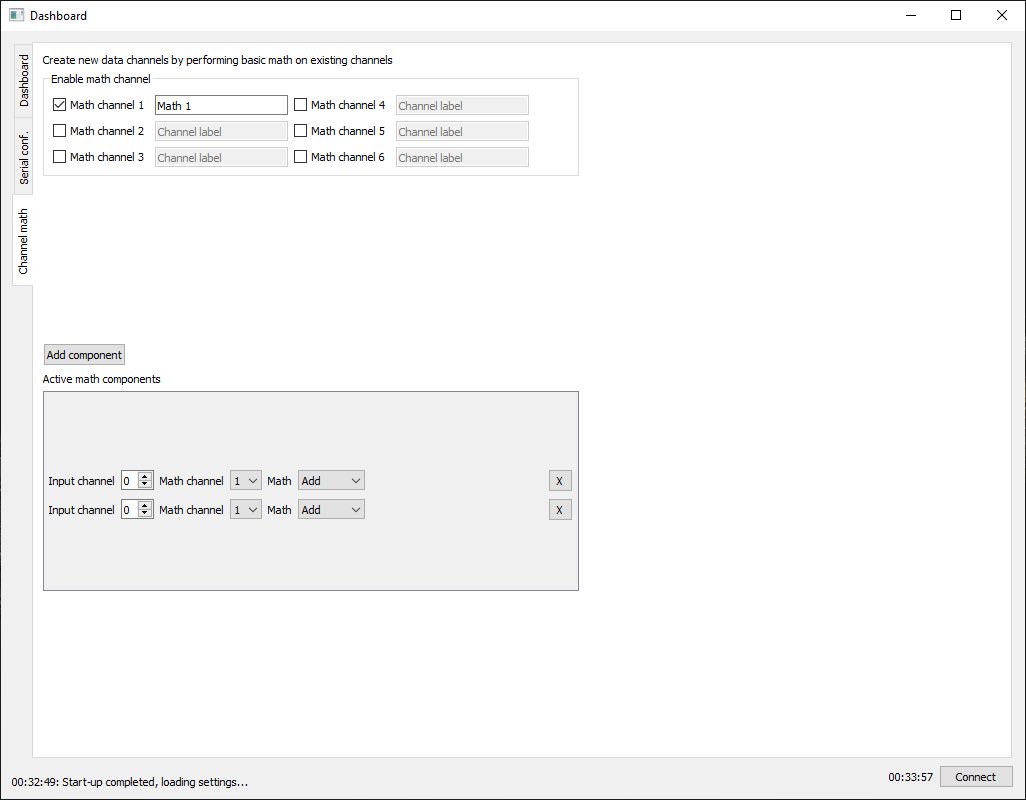 Dashboard
Dashboard
Serial conf.
Channel math
Create new data channels by performing basic math on existing channels
Enable math channel
Math channel 1 Math 1 Math channel 4 Channel label
Math channel 2 Channel label Math channel 5 Channel label
Math channel 3 Channel label Math channel 6 Channel label
Add component
Active math components
Input channel 0 Math channel 1 Math Add X
Input channel 0 Math channel 1 Math Add X
00:32:49: Start-up completed, loading settings... 00:33:57 Connect